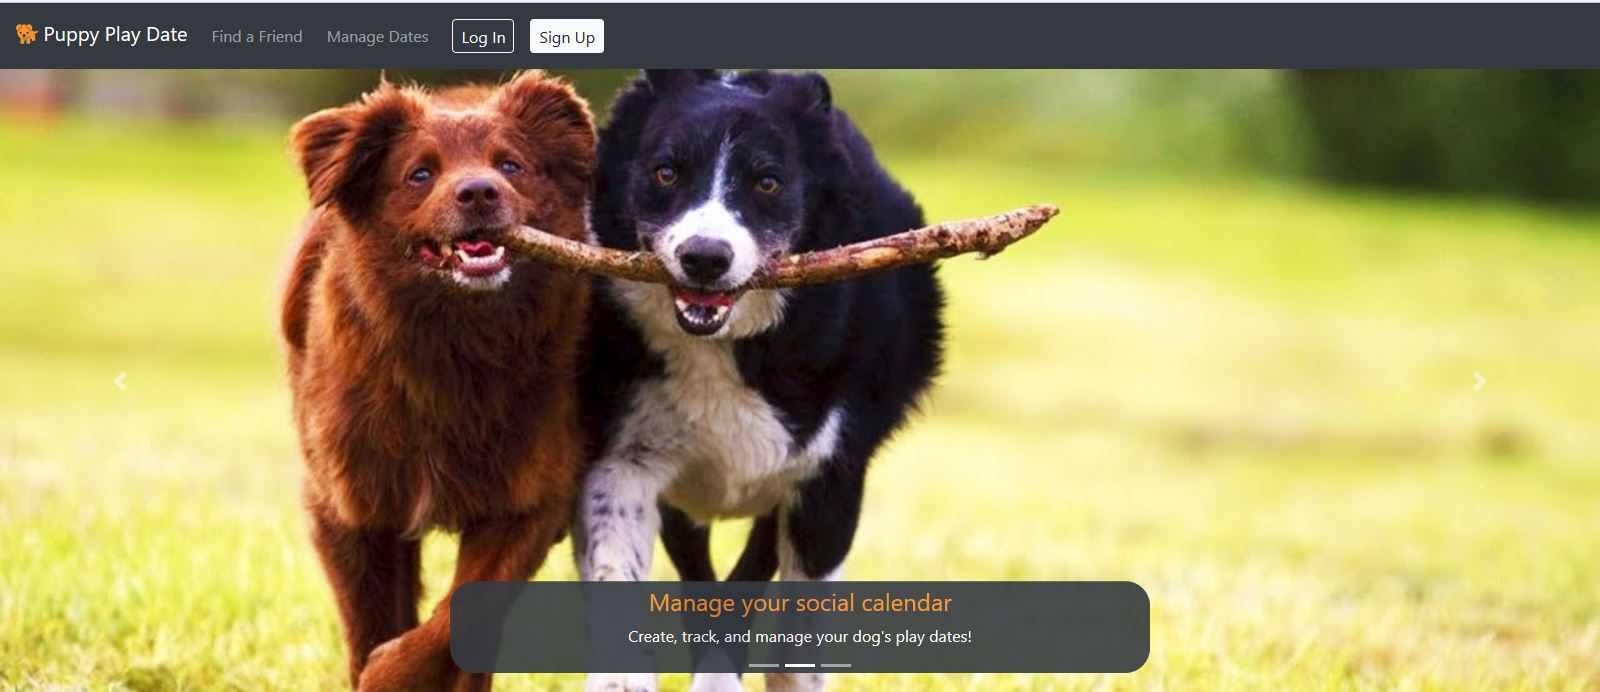 Puppy Play Date Find a Friend Manage Dates Log In Sign Up
Manage your social calendar
Create, track, and manage your dog's play dates!